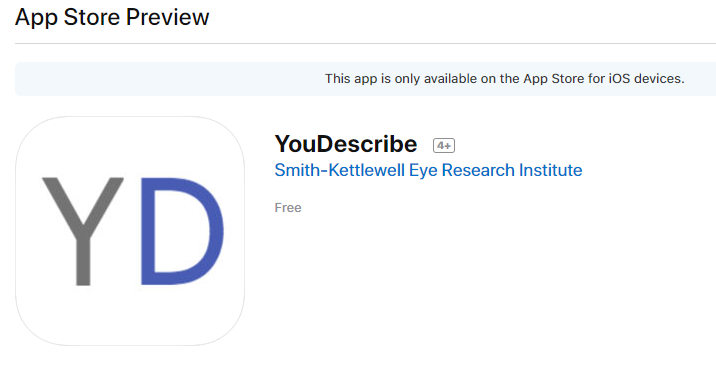 App Store Preview
This app is only available on the App Store for iOS devices.
YD
YouDescribe 4+
Smith-Kettlewell Eye Research Institute
Free